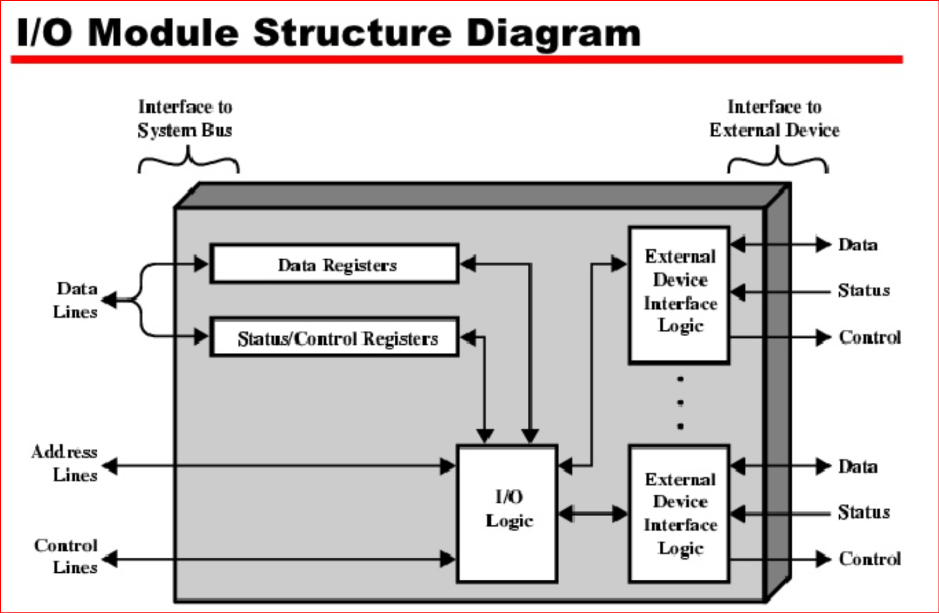 I/O Module Structure Diagram
Interface to
System Bus
Interface to
External Device
Data Registers
Status/Control Registers
Data
Lines
Address
Lines
Control
Lines
I/O
Logic
External
Device
Interface
Logic
Data
Status
Control
External
Device
Interface
Logic
Data
Status
Control